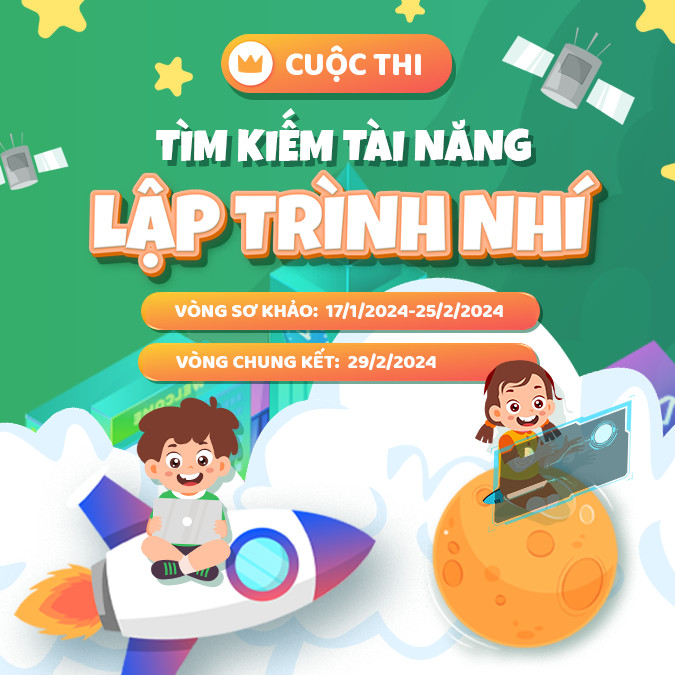 CUỘC THI
TÌM KIẾM TÀI NĂNG
LẬP TRÌNH NHÍ
VÒNG SƠ KHẢO: 17/1/2024-25/2/2024
VÒNG CHUNG KẾT: 29/2/2024
WELCOME